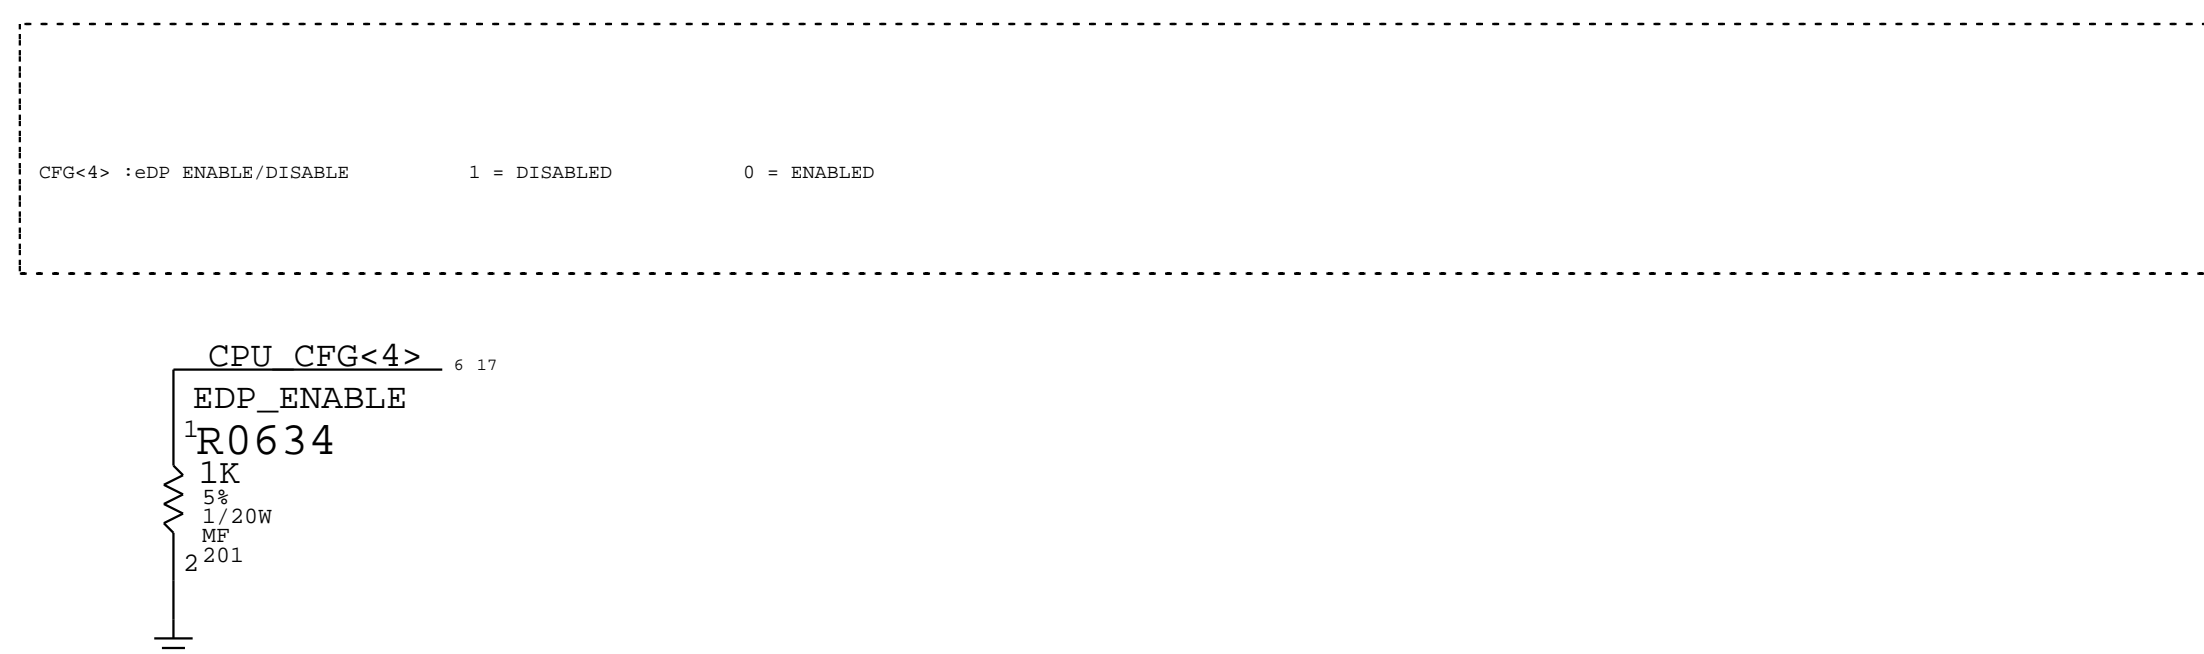 CFG<4> :eDP ENABLE/DISABLE 1 = DISABLED 0 = ENABLED
CPU_CFG<4> 6 17
EDP_ENABLE
1
R0634
1K
5%
1/20W
MF
201
2